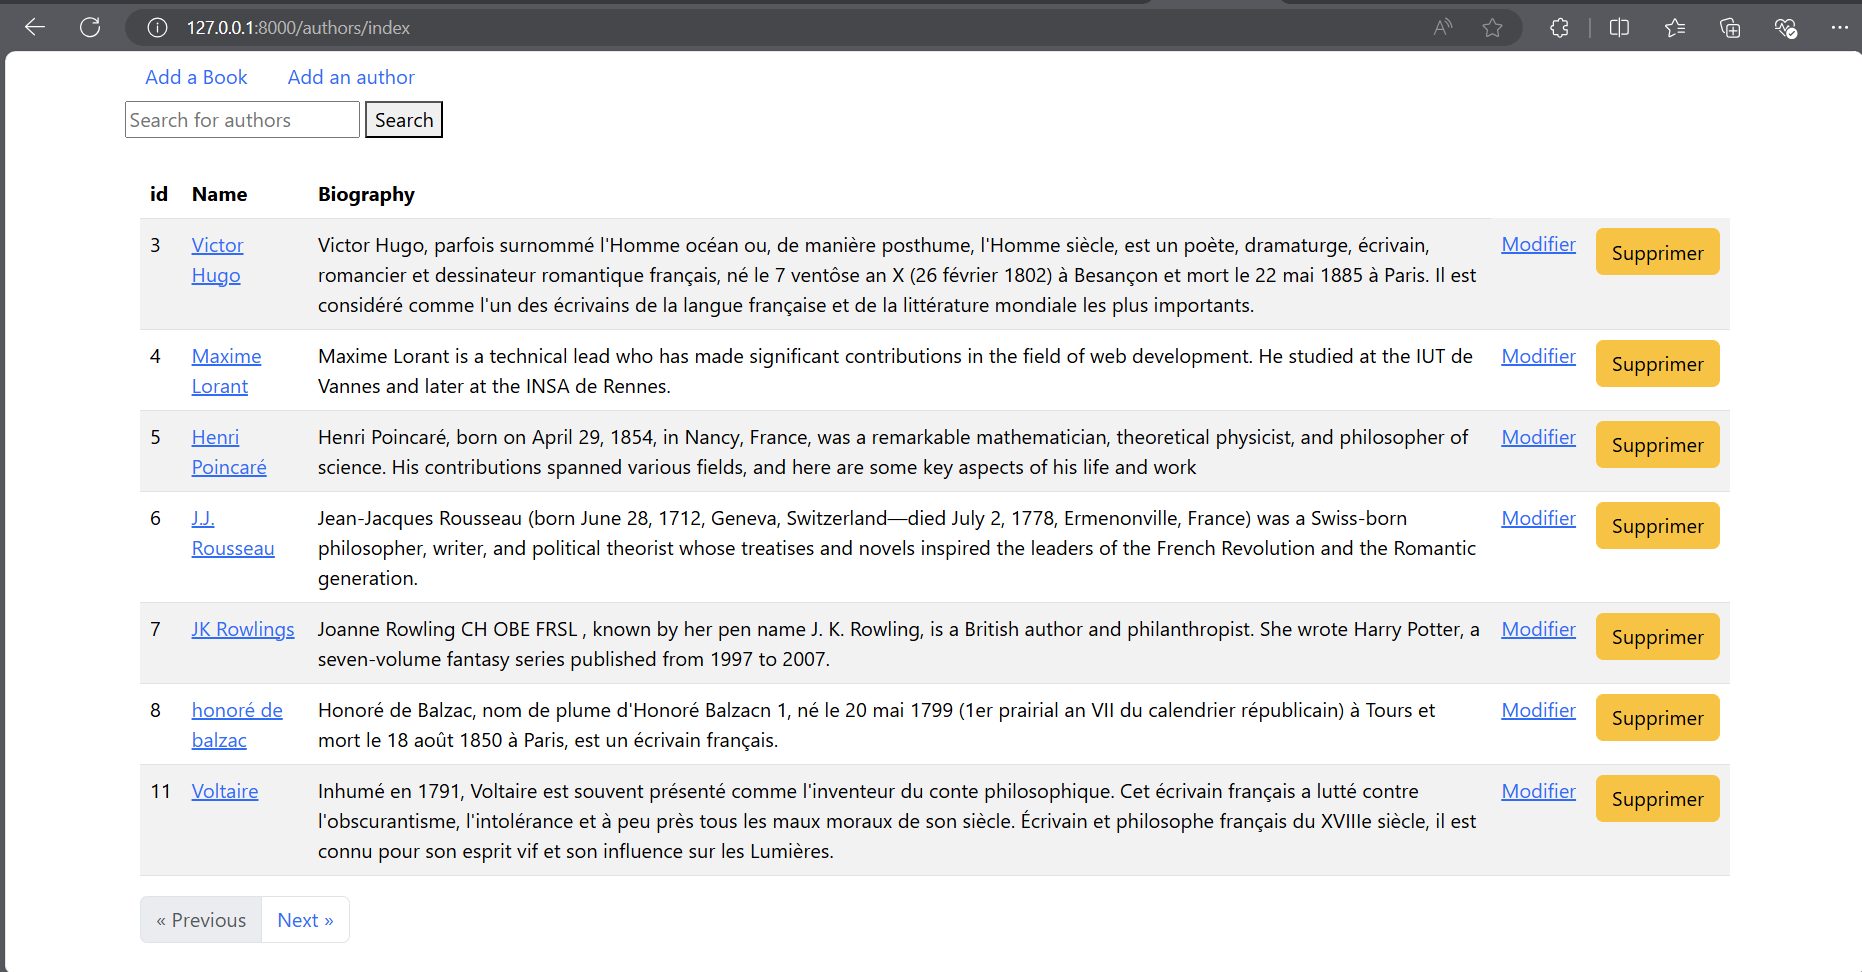 127.0.0.1:8000/authors/index
Add a Book Add an author
Search for authors Search
id Name Biography
3 Victor Hugo Victor Hugo, parfois surnommé l'Homme océan ou, de manière posthume, l'Homme siècle, est un poète, dramaturge, écrivain,
romancier et dessinateur romantique français, né le 7 ventôse an X (26 février 1802) à Besançon et mort le 22 mai 1885 à Paris. Il est
considéré comme l'un des écrivains de la langue française et de la littérature mondiale les plus importants.
Modifier Supprimer
4 Maxime Lorant Maxime Lorant is a technical lead who has made significant contributions in the field of web development. He studied at the IUT de
Vannes and later at the INSA de Rennes.
Modifier Supprimer
5 Henri Poincaré Henri Poincaré, born on April 29, 1854, in Nancy, France, was a remarkable mathematician, theoretical physicist, and philosopher of
science. His contributions spanned various fields, and here are some key aspects of his life and work
Modifier Supprimer
6 J.J. Rousseau Jean-Jacques Rousseau (born June 28, 1712, Geneva, Switzerland—died July 2, 1778, Ermenonville, France) was a Swiss-born
philosopher, writer, and political theorist whose treatises and novels inspired the leaders of the French Revolution and the Romantic
generation.
Modifier Supprimer
7 JK Rowlings Joanne Rowling CH OBE FRSL , known by her pen name J. K. Rowling, is a British author and philanthropist. She wrote Harry Potter, a
seven-volume fantasy series published from 1997 to 2007.
Modifier Supprimer
8 honoré de balzac Honoré de Balzac, nom de plume d'Honoré Balzacn 1, né le 20 mai 1799 (1er prairial an VII du calendrier républicain) à Tours et
mort le 18 août 1850 à Paris, est un écrivain français.
Modifier Supprimer
11 Voltaire Inhumé en 1791, Voltaire est souvent présenté comme l'inventeur du conte philosophique. Cet écrivain français a lutté contre
l'obscurantisme, l'intolérance et à peu près tous les maux moraux de son siècle. Écrivain et philosophe français du XVIIIe siècle, il est
connu pour son esprit vif et son influence sur les Lumières.
Modifier Supprimer
« Previous Next »